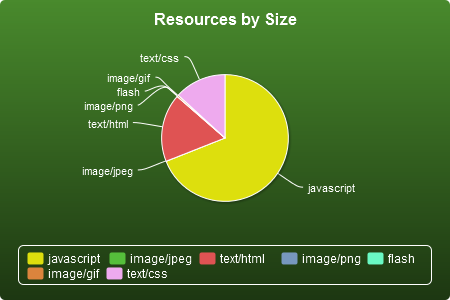 Resources by Size
text/css
image/gif
flash
image/png
text/html
image/jpeg
javascript
javascript image/jpeg text/html image/png flash
image/gif text/css